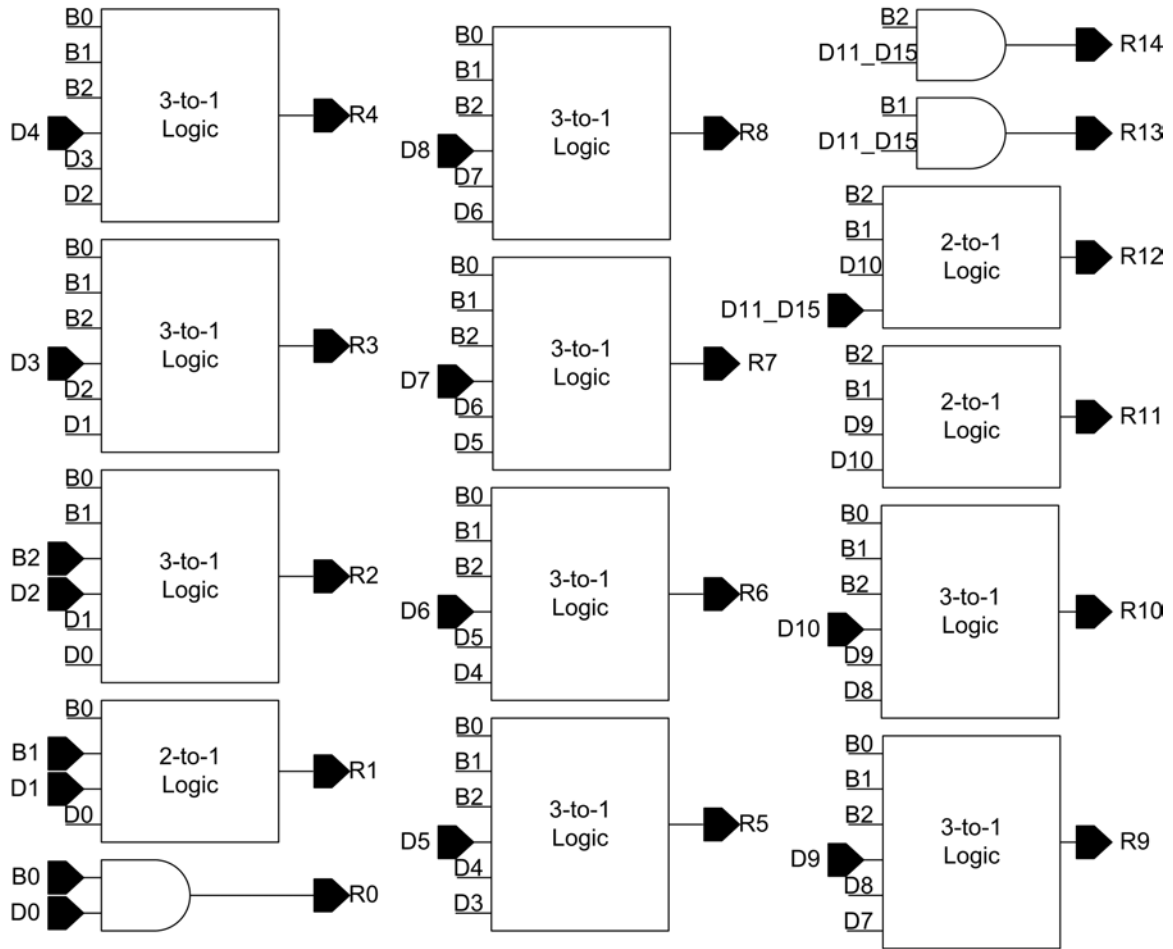 B0
B1
B2
D4
D3
D2
3-to-1
Logic
R4
B0
B1
B2
D3
D2
D1
3-to-1
Logic
R3
B0
B1
B2
D2
D1
D0
3-to-1
Logic
R2
B0
B1
D1
D0
2-to-1
Logic
R1
B0
D0
R0
B0
B1
B2
D8
D7
D6
3-to-1
Logic
R8
B0
B1
B2
D7
D6
D5
3-to-1
Logic
R7
B0
B1
B2
D6
D5
D4
3-to-1
Logic
R6
B0
B1
B2
D5
D4
D3
3-to-1
Logic
R5
B2
D11_D15
R14
B1
D11_D15
R13
B2
B1
D10
D11_D15
2-to-1
Logic
R12
B2
B1
D9
D10
2-to-1
Logic
R11
B0
B1
B2
D10
D9
D8
3-to-1
Logic
R10
B0
B1
B2
D9
D8
D7
3-to-1
Logic
R9